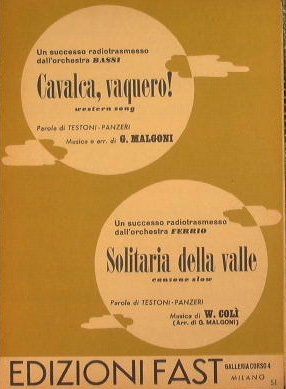 Un successo radiotrasmesso
dall'orchestra BASSI
Cavalca, vaquero!
western song
Parole di TESTONI-PANZERI
Musica e arr. di G. MALGONI
Un successo radiotrasmesso
dall'orchestra FERRIO
Solitaria della valle
canzone slow
Parole di TESTONI-PANZERI
Musica di W. COLÌ
(Arr. di G. MALGONI)
EDIZIONI FAST
GALLERIA CORSO 4
MILANO
51